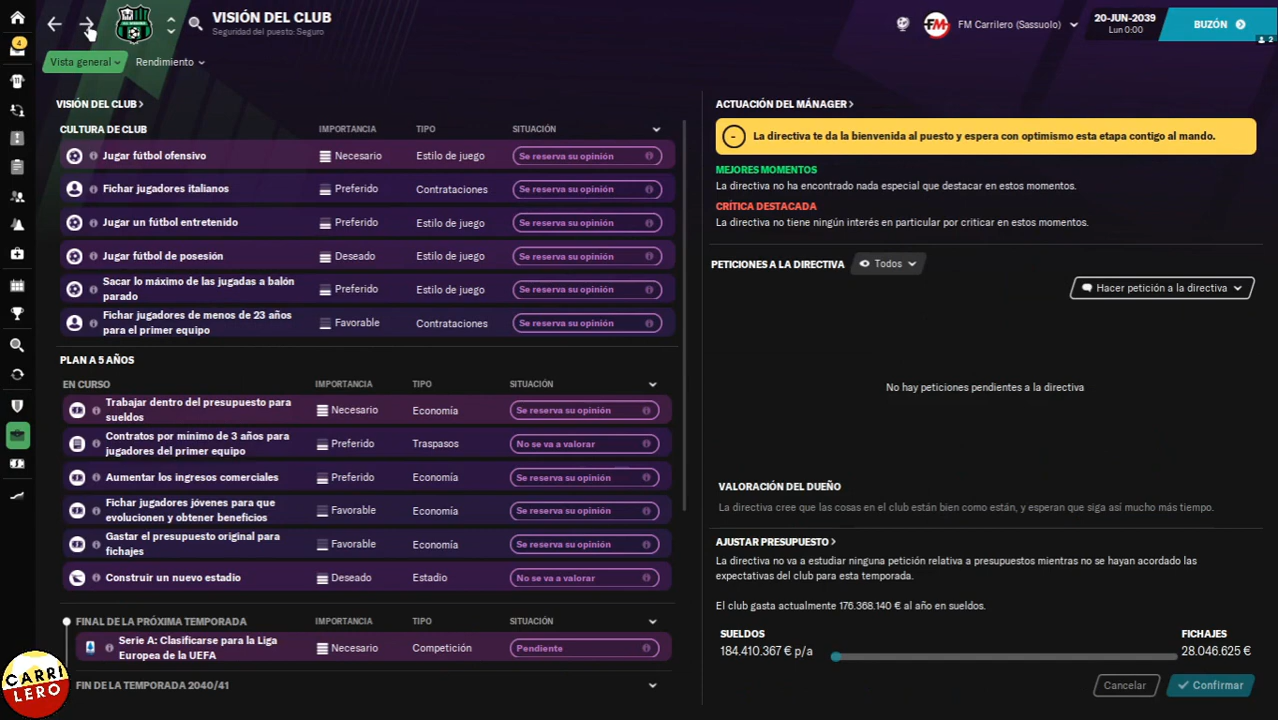 VISIÓN DEL CLUB
Seguridad del puesto: Seguro
4
FM
FM Carrilero (Sassuolo)
20-JUN-2039
Lun 0:00
BUZÓN
2
Vista general
Rendimiento
VISIÓN DEL CLUB >
CULTURA DE CLUB IMPORTANCIA TIPO SITUACIÓN
Jugar fútbol ofensivo Necesario Estilo de juego Se reserva su opinión
Fichar jugadores italianos Preferido Contrataciones Se reserva su opinión
Jugar un fútbol entretenido Preferido Estilo de juego Se reserva su opinión
Jugar fútbol de posesión Deseado Estilo de juego Se reserva su opinión
Sacar lo máximo de las jugadas a balón
parado Preferido Estilo de juego Se reserva su opinión
Fichar jugadores de menos de 23 años
para el primer equipo Favorable Contrataciones Se reserva su opinión
PLAN A 5 AÑOS
EN CURSO IMPORTANCIA TIPO SITUACIÓN
Trabajar dentro del presupuesto para
sueldos Necesario Economía Se reserva su opinión
Contratos por mínimo de 3 años para
jugadores del primer equipo Preferido Traspasos No se va a valorar
Aumentar los ingresos comerciales Preferido Economía Se reserva su opinión
Fichar jugadores jóvenes para que
evolucionen y obtener beneficios Favorable Economía Se reserva su opinión
Gastar el presupuesto original para
fichajes Favorable Economía Se reserva su opinión
Construir un nuevo estadio Deseado Estadio No se va a valorar
FINAL DE LA PRÓXIMA TEMPORADA IMPORTANCIA TIPO SITUACIÓN
Serie A: Clasificarse para la Liga
Europea de la UEFA Necesario Competición Pendiente
FIN DE LA TEMPORADA 2040/41
CARRI
LERO
ACTUACIÓN DEL MÁNAGER >
La directiva te da la bienvenida al puesto y espera con optimismo esta etapa contigo al mando.
MEJORES MOMENTOS
La directiva no ha encontrado nada especial que destacar en estos momentos.
CRÍTICA DESTACADA
La directiva no tiene ningún interés en particular por criticar en estos momentos.
PETICIONES A LA DIRECTIVA Todos
Hacer petición a la directiva
No hay peticiones pendientes a la directiva
VALORACIÓN DEL DUEÑO
La directiva cree que las cosas en el club están bien como están, y esperan que siga así mucho más tiempo.
AJUSTAR PRESUPUESTO >
La directiva no va a estudiar ninguna petición relativa a presupuestos mientras no se hayan acordado las
expectativas del club para esta temporada.
El club gasta actualmente 176.368.140 € al año en sueldos.
SUELDOS FICHAJES
184.410.367 € p/a 28.046.625 €
Cancelar Confirmar